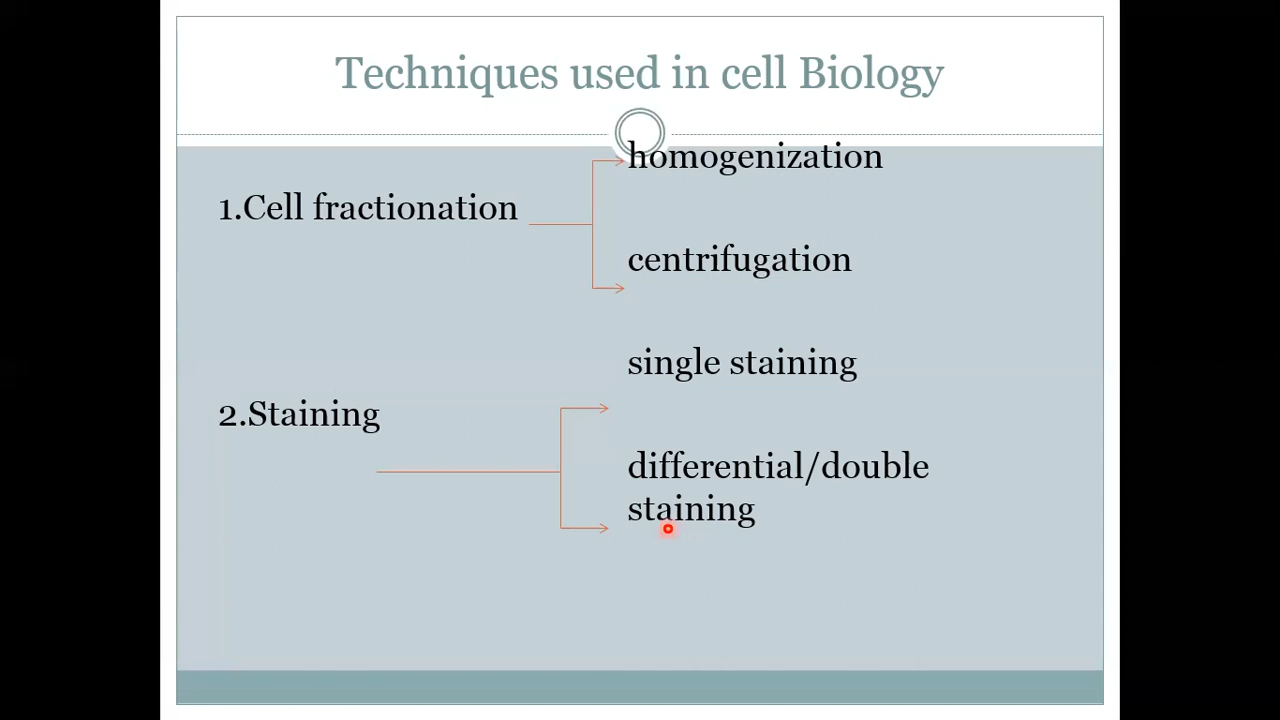 Techniques used in cell Biology
homogenization
1.Cell fractionation
centrifugation
single staining
2.Staining
differential/double
staining